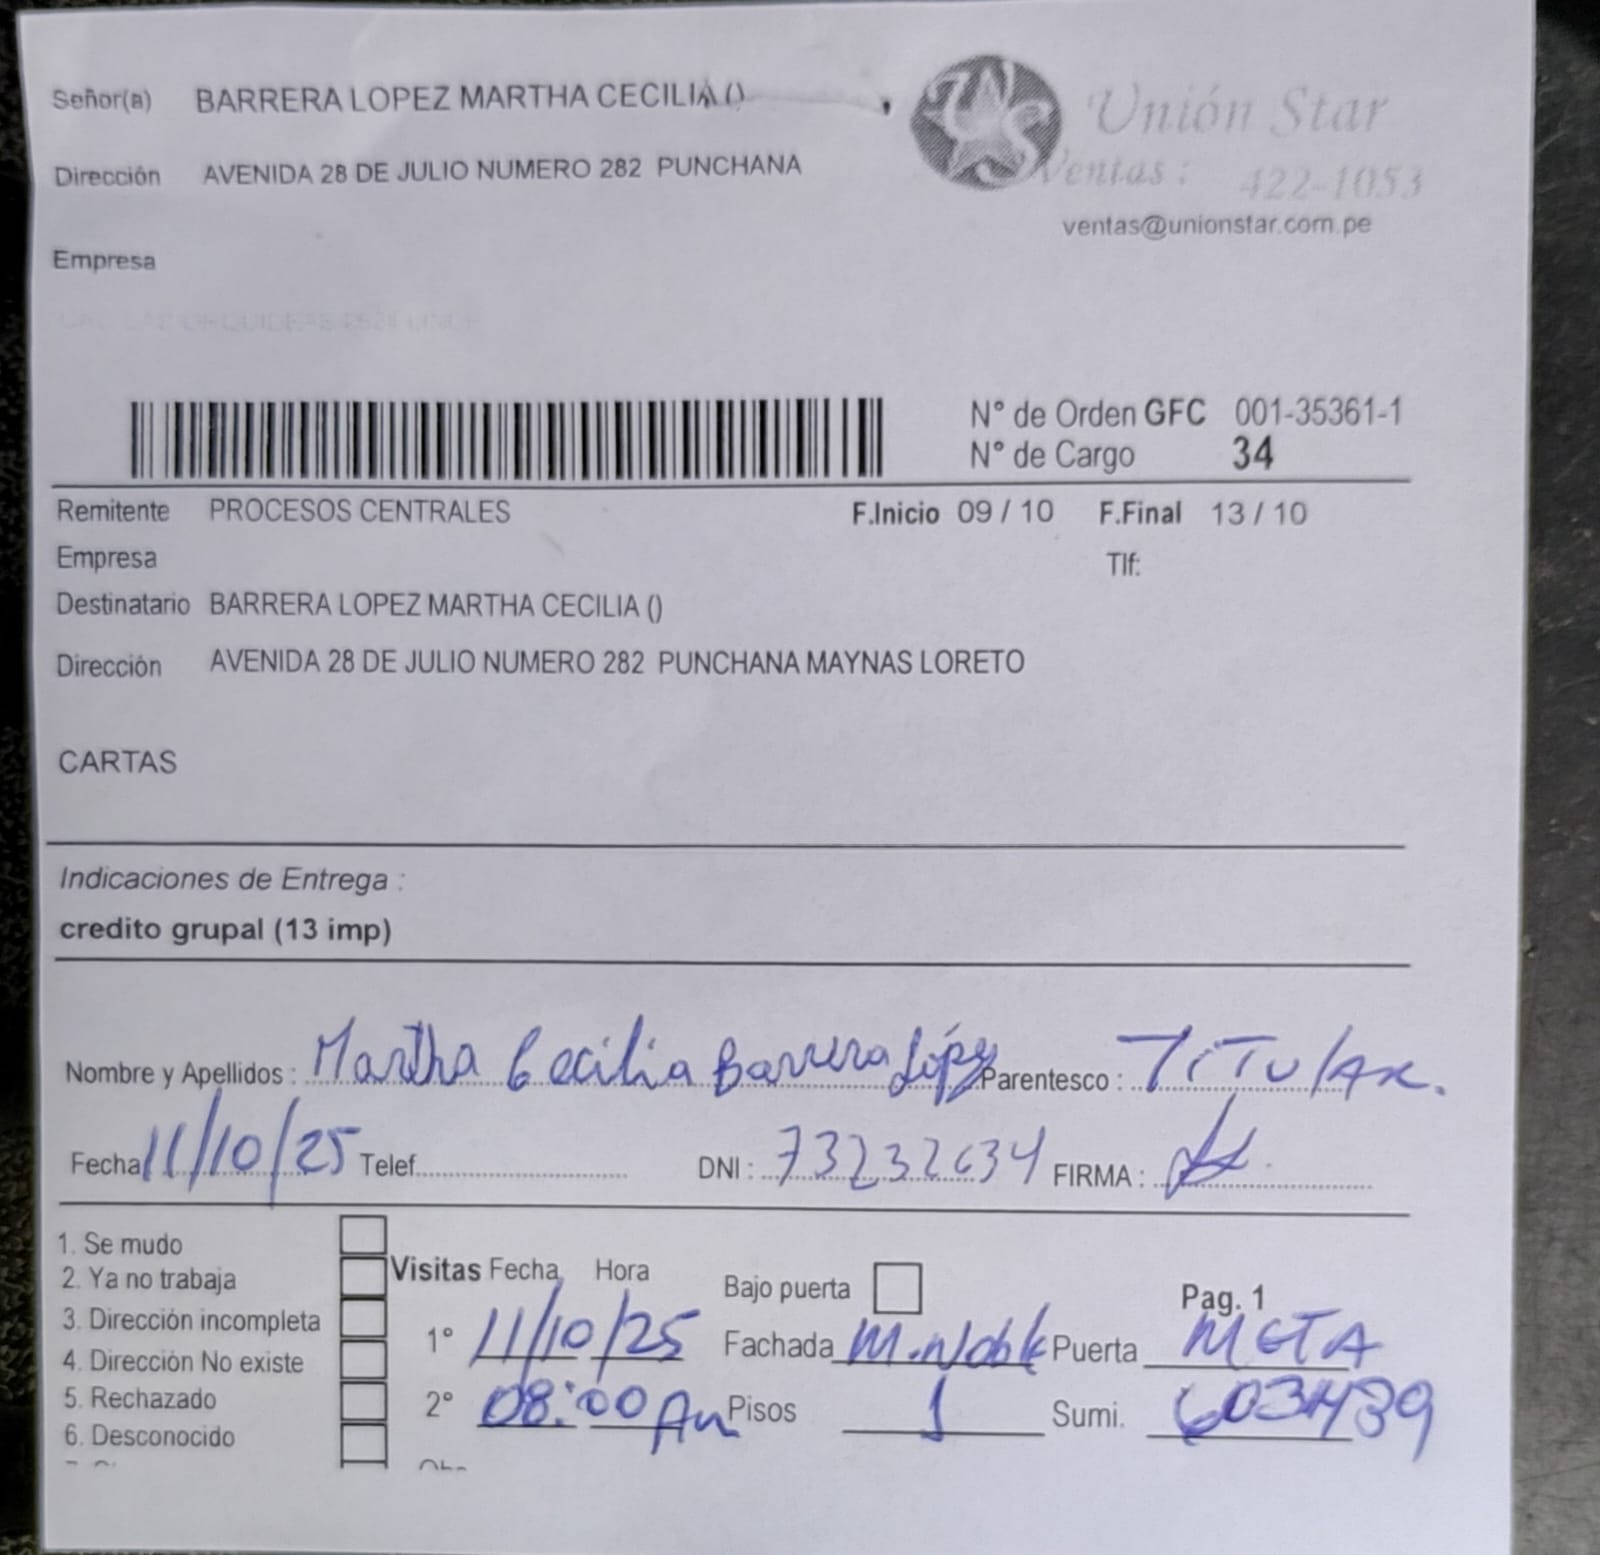 Señor(a) BARRERA LOPEZ MARTHA CECILIA ()
Unión Star
Dirección AVENIDA 28 DE JULIO NUMERO 282 PUNCHANA
Ventas : 422-1053
ventas@unionstar.com.pe
Empresa
N° de Orden GFC 001-35361-1
N° de Cargo 34
Remitente PROCESOS CENTRALES F.Inicio 09 / 10 F.Final 13 / 10
Empresa Tlf:
Destinatario BARRERA LOPEZ MARTHA CECILIA ()
Dirección AVENIDA 28 DE JULIO NUMERO 282 PUNCHANA MAYNAS LORETO
CARTAS
Indicaciones de Entrega :
credito grupal (13 imp)
Nombre y Apellidos : Martha Cecilia Barrera López Parentesco : TiTulAR.
Fecha 11/10/25 Telef. DNI : 73232634 FIRMA :
1. Se mudo
2. Ya no trabaja Visitas Fecha Hora Bajo puerta Pag. 1
3. Dirección incompleta 1° 11/10/25 Fachada M.Noble Puerta META
4. Dirección No existe
5. Rechazado 2° 08:00 Am Pisos 1 Sumi.
6. Desconocido